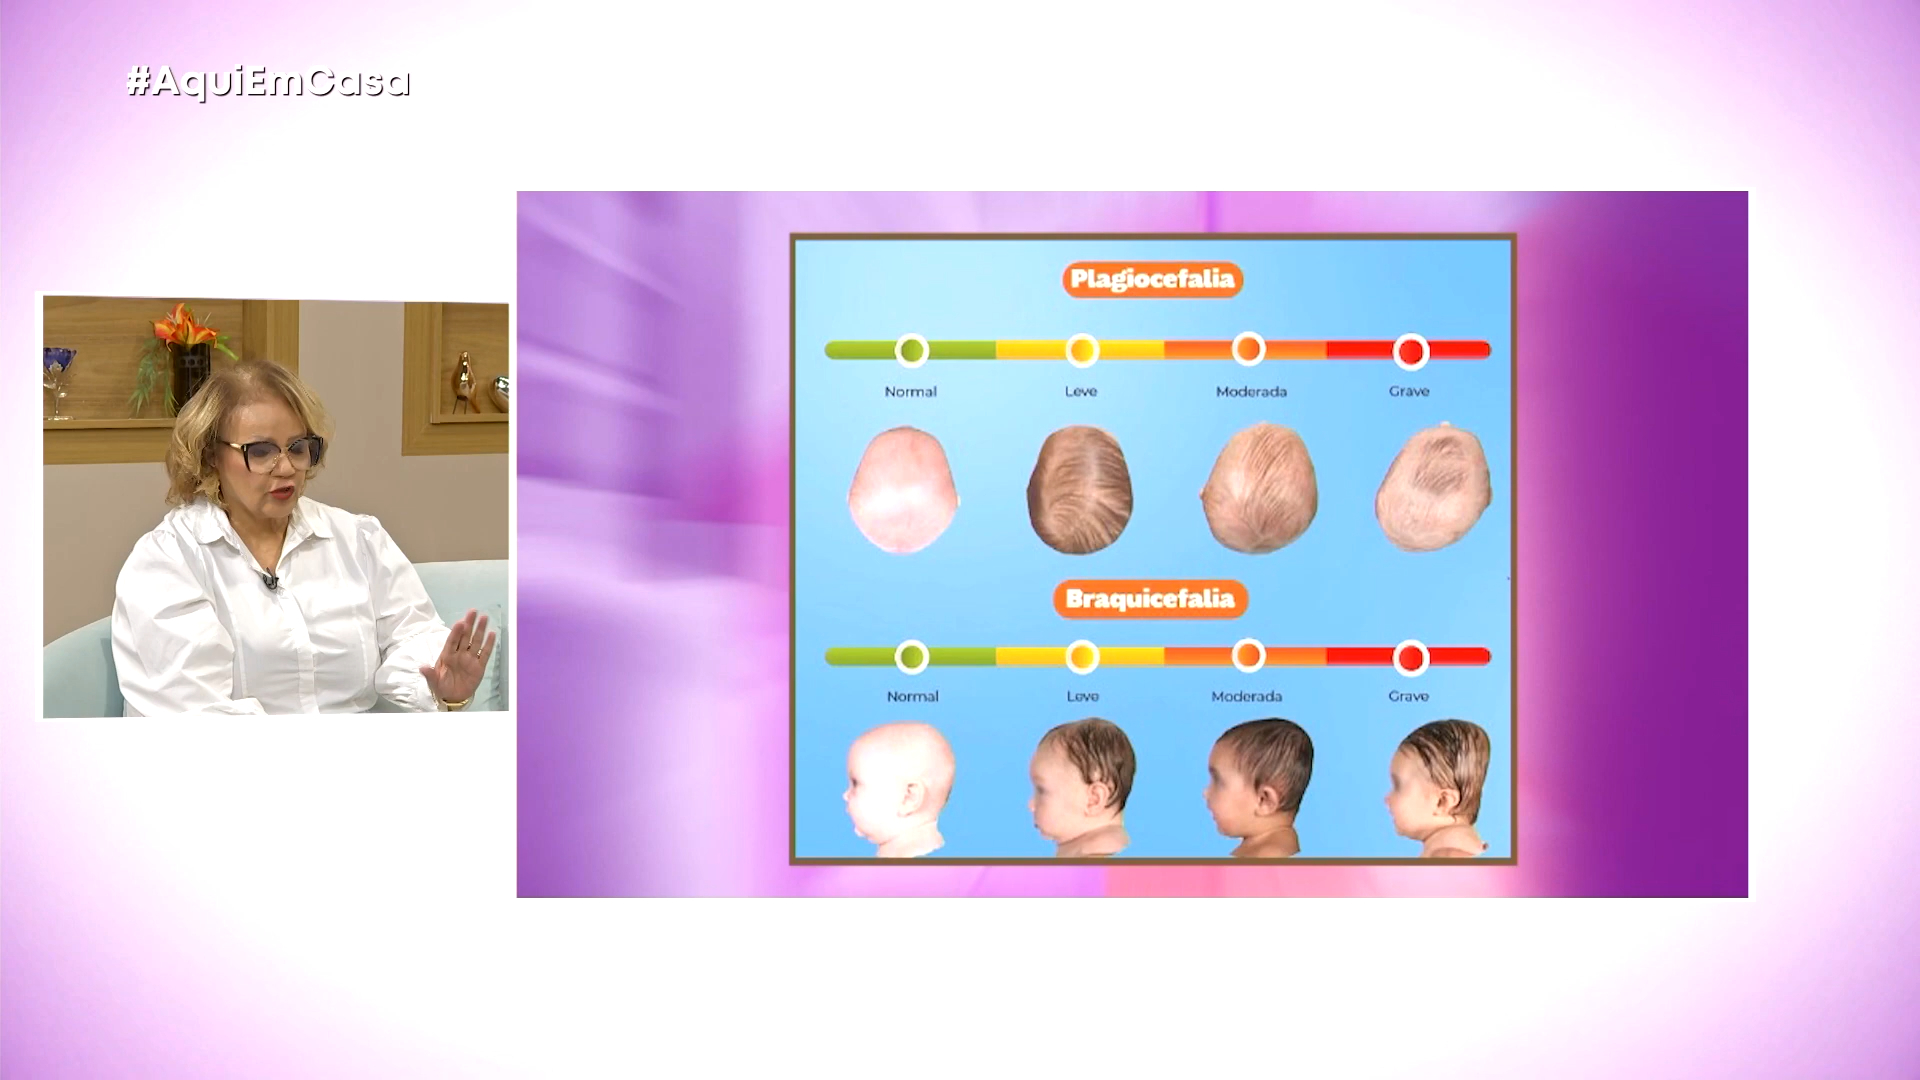 #AquiEmCasa
Plagiocefalia
Normal Leve Moderada Grave
Braquicefalia
Normal Leve Moderada Grave